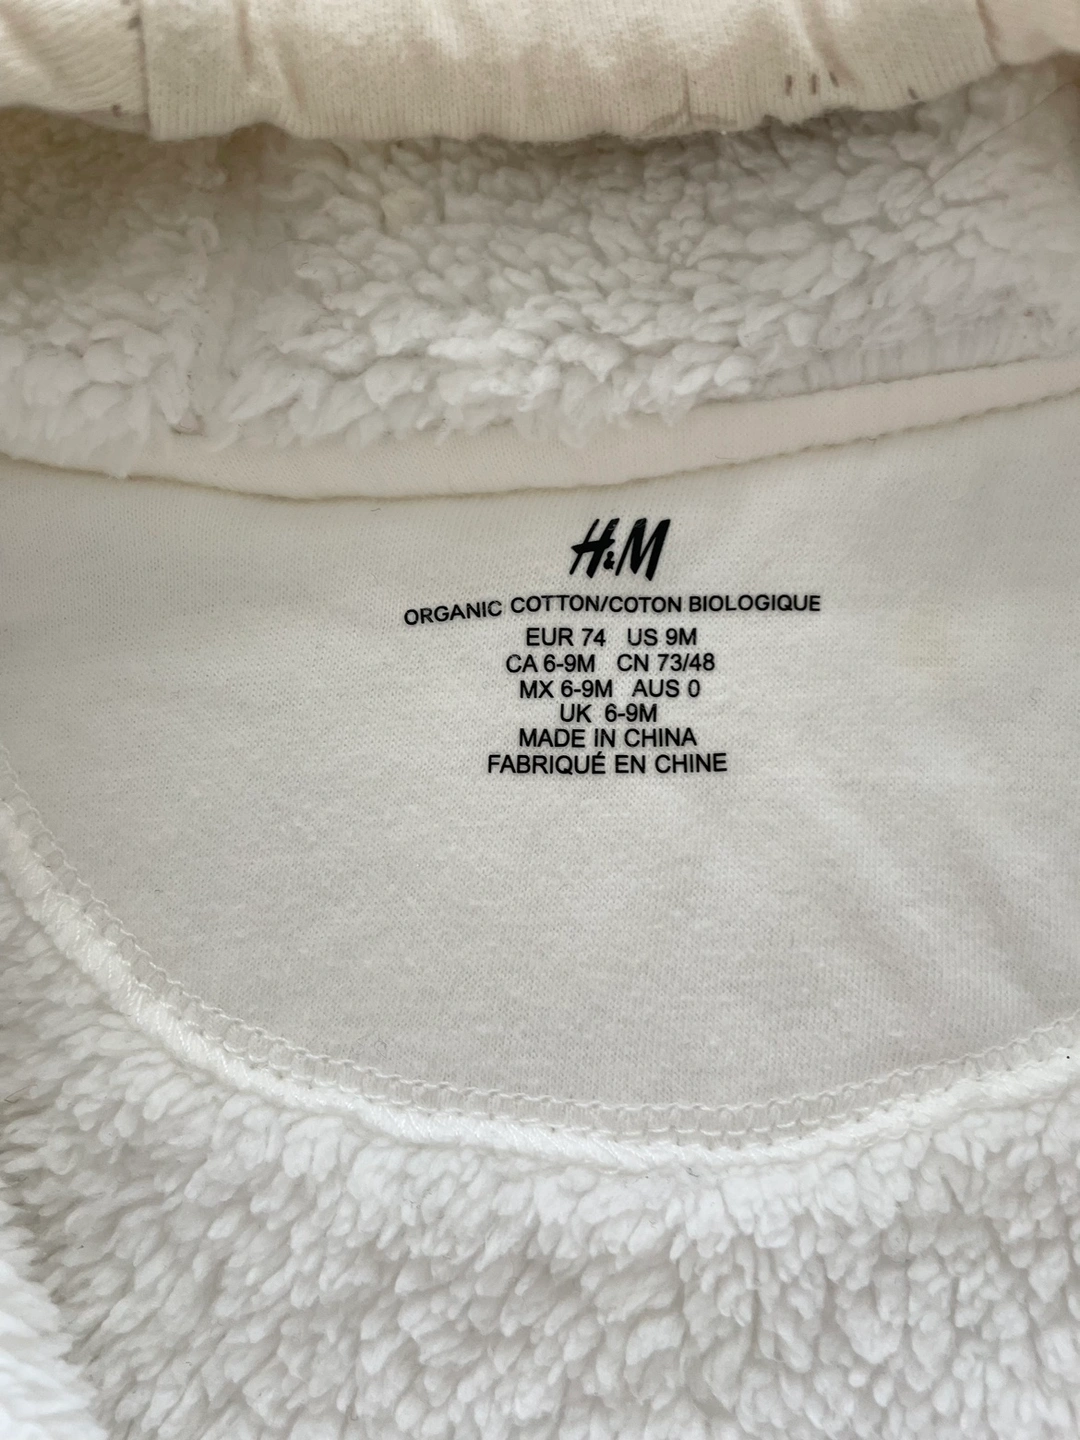 H&M
ORGANIC COTTON/COTON BIOLOGIQUE
EUR 74 US 9M
CA 6-9M CN 73/48
MX 6-9M AUS 0
UK 6-9M
MADE IN CHINA
FABRIQUÉ EN CHINE